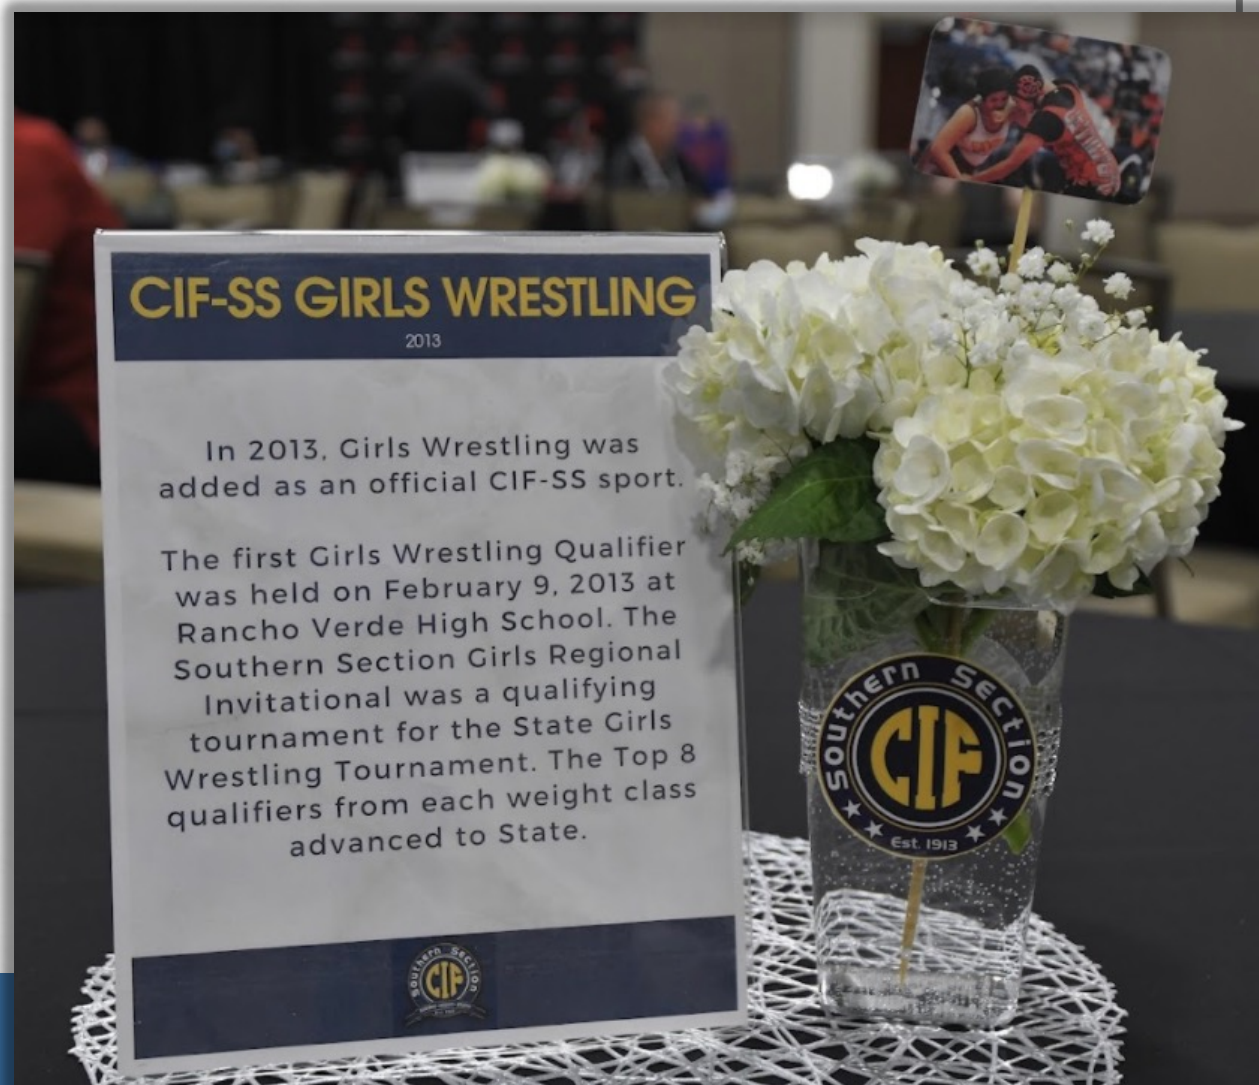 CIF-SS GIRLS WRESTLING
2013
In 2013, Girls Wrestling was
added as an official CIF-SS sport.
The first Girls Wrestling Qualifier
was held on February 9, 2013 at
Rancho Verde High School. The
Southern Section Girls Regional
Invitational was a qualifying
tournament for the State Girls
Wrestling Tournament. The Top 8
qualifiers from each weight class
advanced to State.
Southern Section
CIF
Southern Section
CIF
Est. 1913